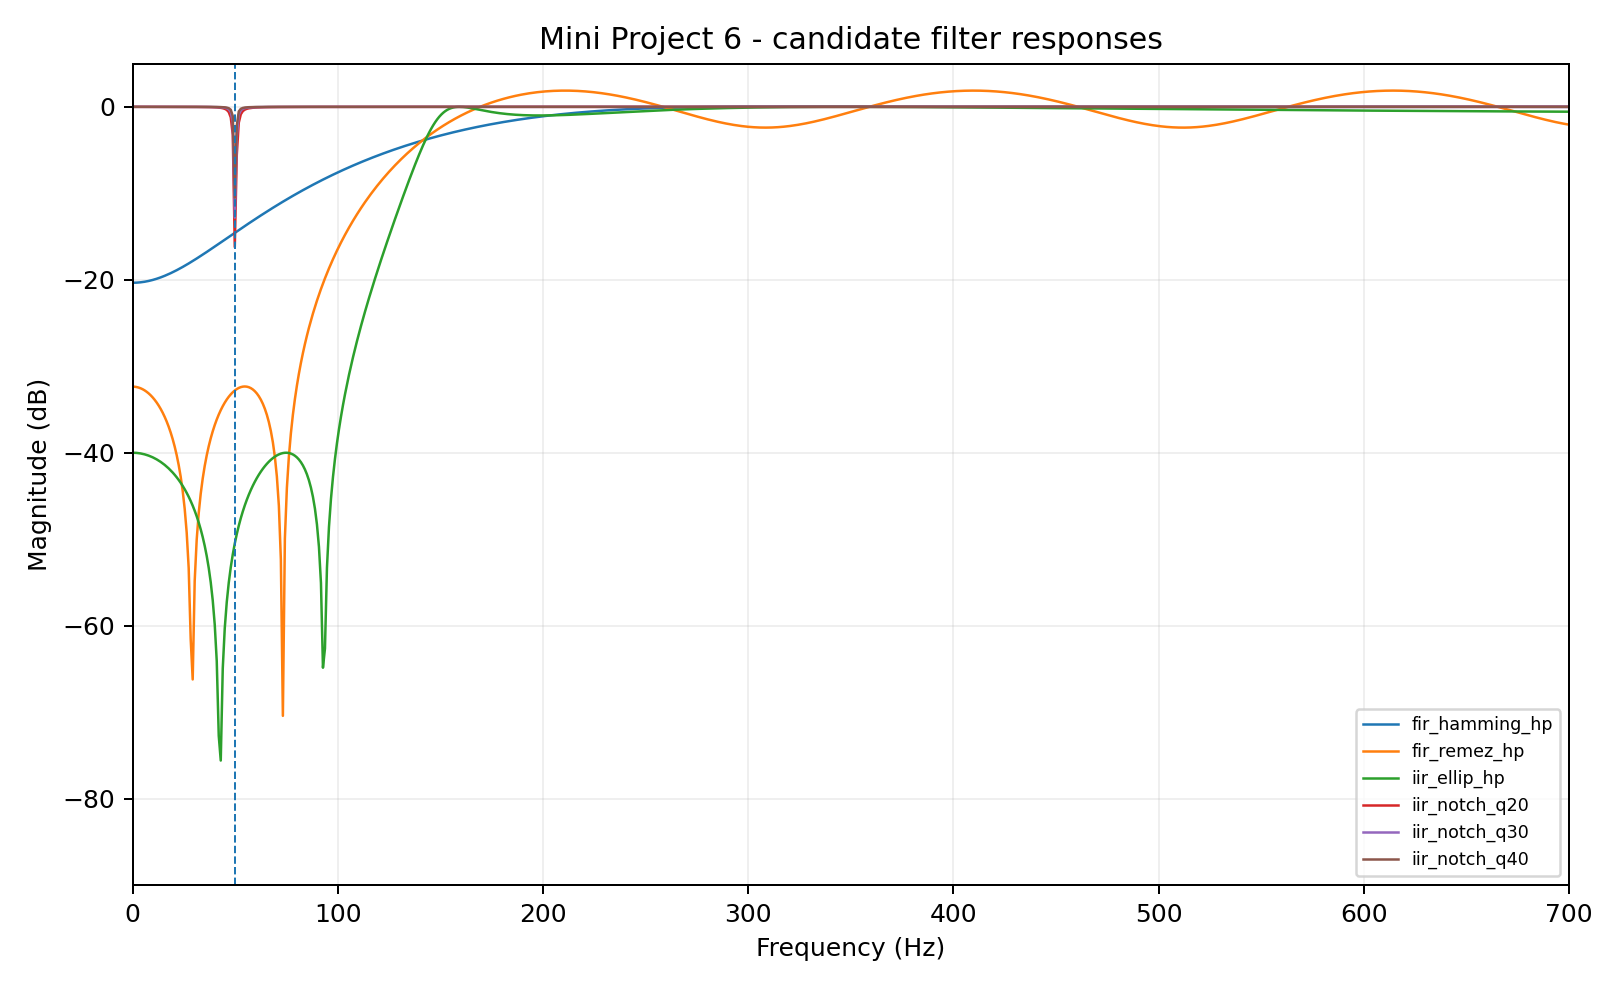 Mini Project 6 - candidate filter responses
Magnitude (dB)
0
−20
−40
−60
−80
fir_hamming_hp
fir_remez_hp
iir_ellip_hp
iir_notch_q20
iir_notch_q30
iir_notch_q40
0 100 200 300 400 500 600 700
Frequency (Hz)